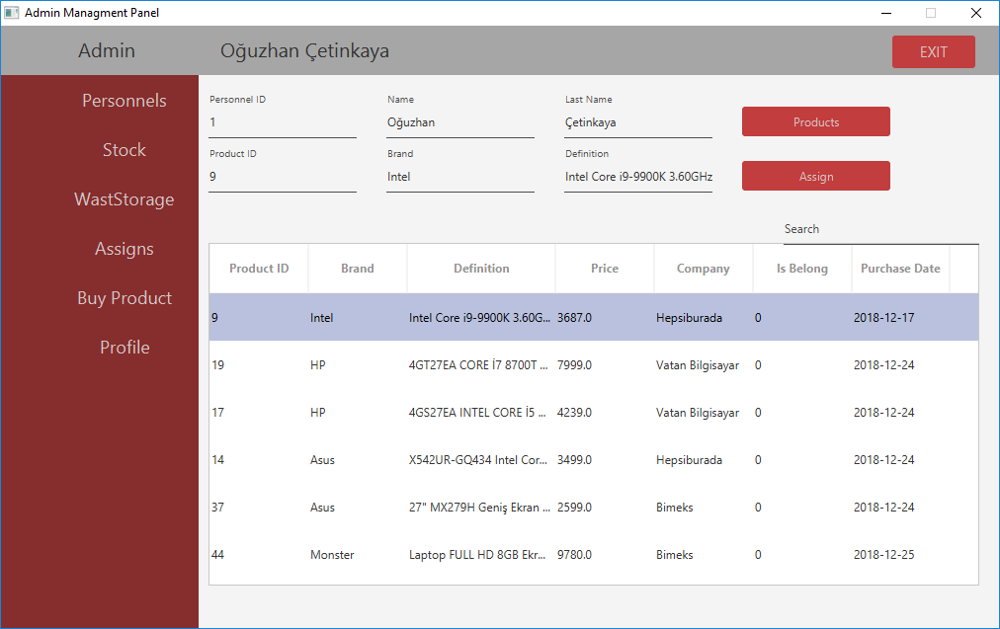 Admin Managment Panel
Admin Oğuzhan Çetinkaya EXIT
Personnels
Stock
WastStorage
Assigns
Buy Product
Profile
Personnel ID Name Last Name
1 Oğuzhan Çetinkaya Products
Product ID Brand Definition
9 Intel Intel Core i9-9900K 3.60GHz Assign
Search
Product ID Brand Definition Price Company Is Belong Purchase Date
9 Intel Intel Core i9-9900K 3.60G... 3687.0 Hepsiburada 0 2018-12-17
19 HP 4GT27EA CORE İ7 8700T ... 7999.0 Vatan Bilgisayar 0 2018-12-24
17 HP 4GS27EA INTEL CORE İ5 ... 4239.0 Vatan Bilgisayar 0 2018-12-24
14 Asus X542UR-GQ434 Intel Cor... 3499.0 Hepsiburada 0 2018-12-24
37 Asus 27" MX279H Geniş Ekran ... 2599.0 Bimeks 0 2018-12-24
44 Monster Laptop FULL HD 8GB Ekr... 9780.0 Bimeks 0 2018-12-25